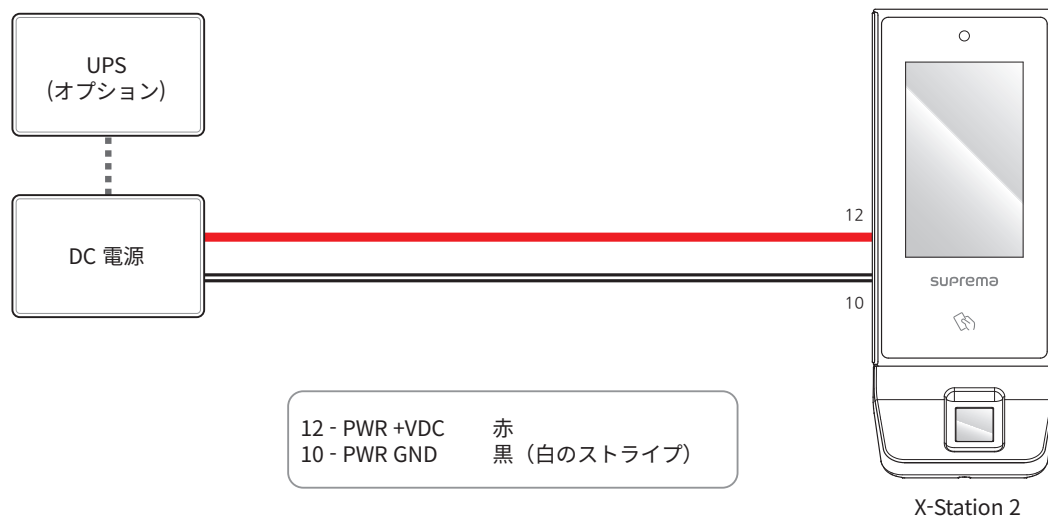 UPS
(オプション)
DC 電源
12
10
suprema
12 - PWR +VDC 赤
10 - PWR GND 黒（白のストライプ）
X-Station 2